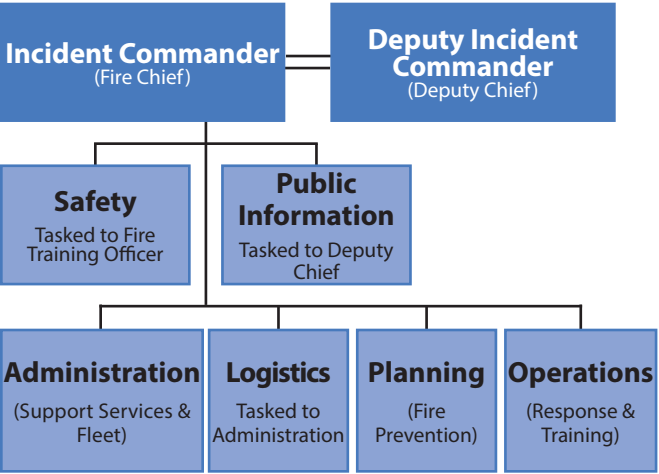 Incident Commander
(Fire Chief)
Deputy Incident
Commander
(Deputy Chief)
Safety
Tasked to Fire
Training Officer
Public
Information
Tasked to Deputy
Chief
Administration
(Support Services &
Fleet)
Logistics
Tasked to
Administration
Planning
(Fire
Prevention)
Operations
(Response &
Training)